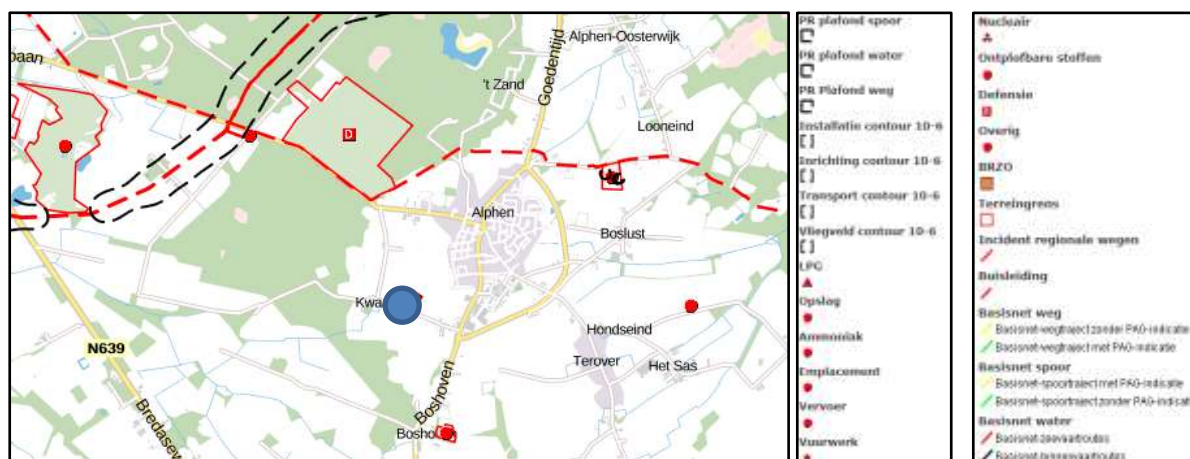 baan
Alphen-Oosterwijk
Goedentijd
't Zand
Looneind
D
Alphen
Boslust
Kwa
Hondseind
N639
Terover
Het Sas
Boshoven
Bredasew
Bosho
PR plafond spoor
PR plafond water
PR Plafond weg
Installatie contour 10-6
Inrichting contour 10-6
Transport contour 10-6
Vliegveld contour 10-6
LPG
Opslag
Ammoniak
Emplacement
Vervoer
Vuurwerk
Nucleair
Ontplofbare stoffen
Defensie
Overig
BRZO
Terreingrens
Incident regionale wegen
Buisleiding
Basisnet weg
Basisnet-wegtraject zonder PAG-indicatie
Basisnet-wegtraject met PAG-indicatie
Basisnet spoor
Basisnet-spoortraject met PAG-indicatie
Basisnet-spoortraject zonder PAG-indicat
Basisnet water
Basisnet-zeevaartroutes
Basisnet-binnenvaartroutes